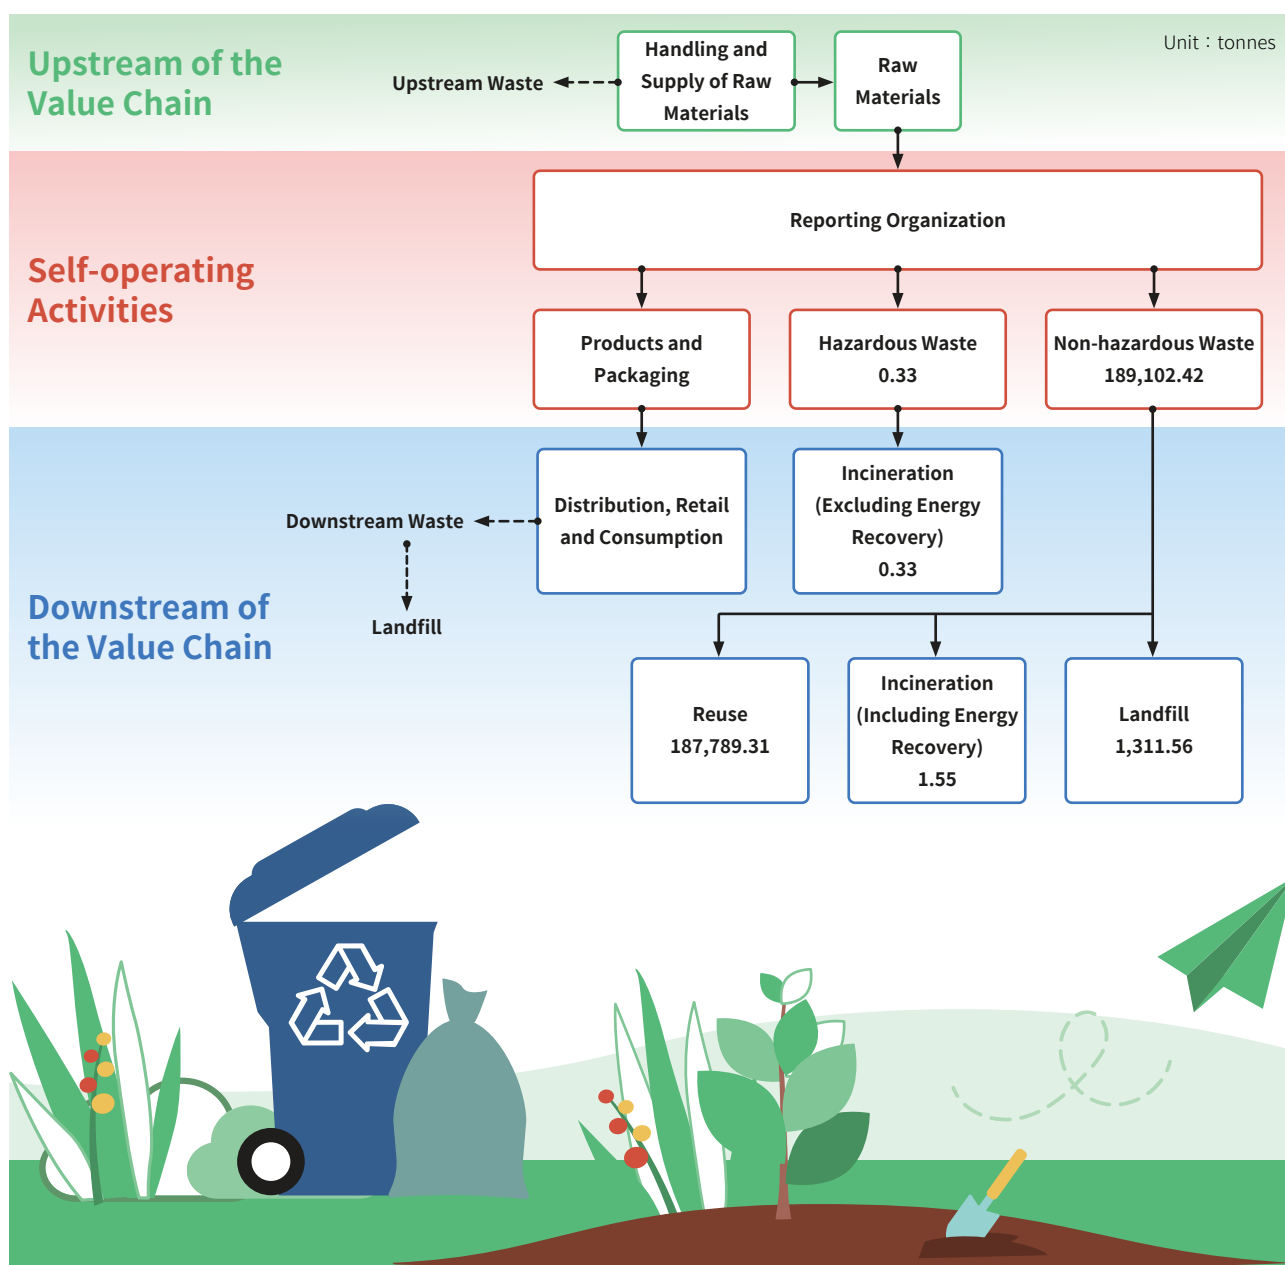 Upstream of the
Value Chain
Upstream Waste
Handling and
Supply of Raw
Materials
Raw
Materials
Unit：tonnes
Self-operating
Activities
Reporting Organization
Products and
Packaging
Hazardous Waste
0.33
Non-hazardous Waste
189,102.42
Downstream of
the Value Chain
Downstream Waste
Landfill
Distribution, Retail
and Consumption
Incineration
(Excluding Energy
Recovery)
0.33
Reuse
187,789.31
Incineration
(Including Energy
Recovery)
1.55
Landfill
1,311.56